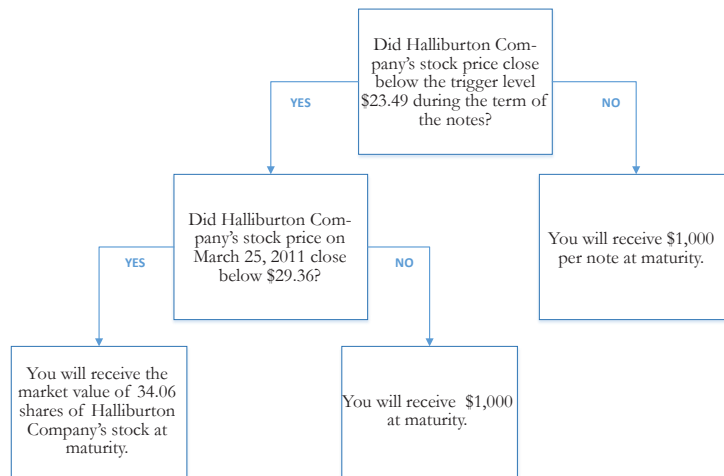 Did Halliburton Com-
pany's stock price close
below the trigger level
$23.49 during the term of
the notes?
YES
NO
Did Halliburton Com-
pany's stock price on
March 25, 2011 close
below $29.36?
You will receive $1,000
per note at maturity.
YES
NO
You will receive the
market value of 34.06
shares of Halliburton
Company's stock at
maturity.
You will receive  $1,000
at maturity.